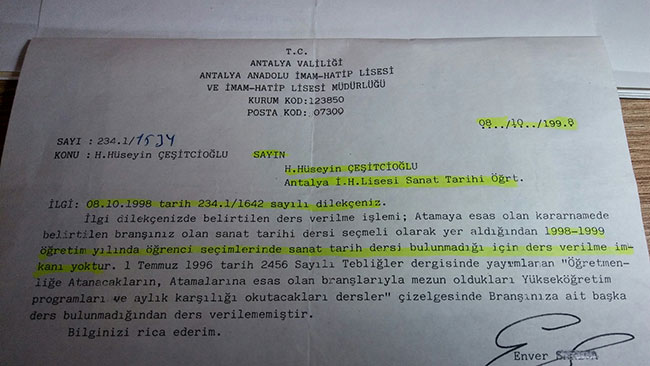 T.C.
ANTALYA VALİLİĞİ
ANTALYA ANADOLU İMAM-HATİP LİSESİ
VE İMAM-HATİP LİSESİ MÜDÜRLÜĞÜ
KURUM KOD:123850
POSTA KOD: 07300
08.../10.../199.8
SAYI : 234.1/1534
KONU : H.Hüseyin ÇEŞİTCİOĞLU SAYIN
H.Hüseyin ÇEŞİTCİOĞLU
Antalya İ.H.Lisesi Sanat Tarihi Öğrt.
İLGİ: 08.10.1998 tarih 234.1/1642 sayılı dilekçeniz.
İlgi dilekçenizde belirtilen ders verilme işlemi; Atamaya esas olan kararnamede
belirtilen branşınız olan sanat tarihi dersi seçmeli olarak yer aldığından 1998-1999
öğretim yılında öğrenci seçimlerinde sanat tarih dersi bulunmadığı için ders verilme im-
kanı yoktur. 1 Temmuz 1996 tarih 2456 Sayılı Tebliğler dergisinde yayımlanan "Öğretmen-
liğe Atanacakların, Atamalarına esas olan branşlarıyla mezun oldukları Yükseköğretim
programları ve aylık karşılığı okutacakları dersler" çizelgesinde Branşınıza ait başka
ders bulunmadığından ders verilememiştir.
Bilginizi rica ederim.
Enver